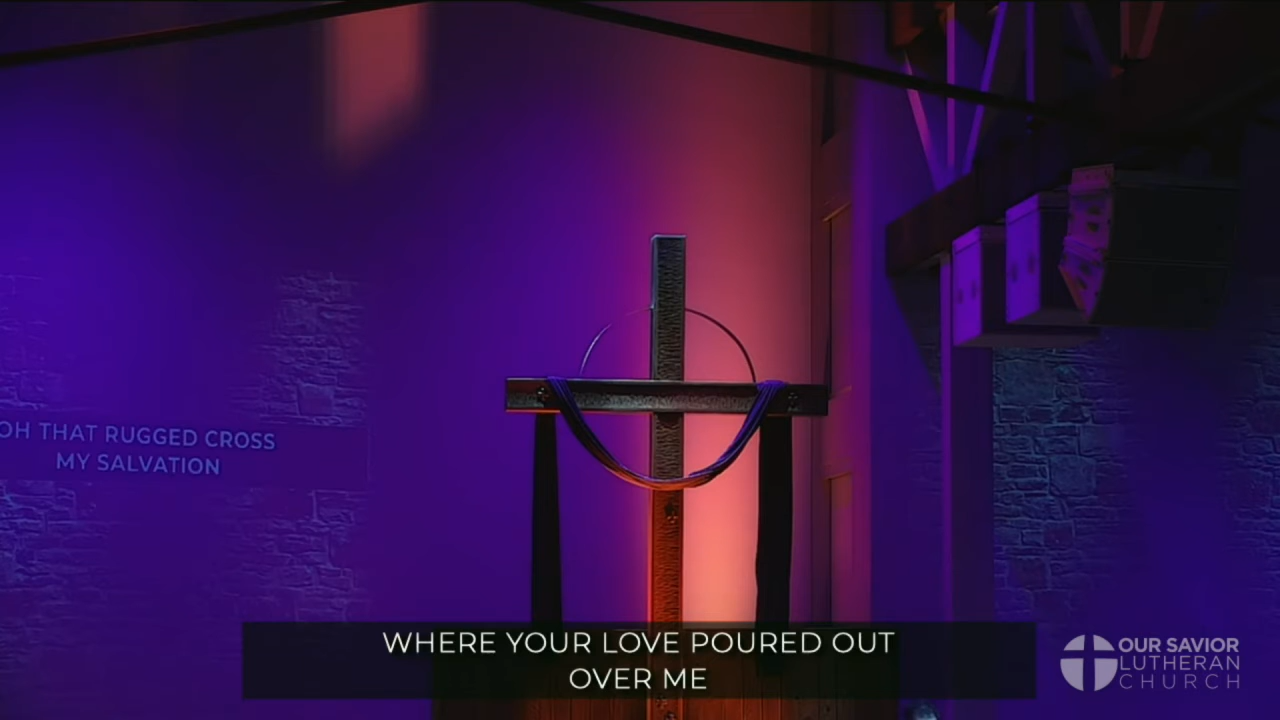 OH THAT RUGGED CROSS
MY SALVATION
WHERE YOUR LOVE POURED OUT
OVER ME
OUR SAVIOR
LUTHERAN
CHURCH